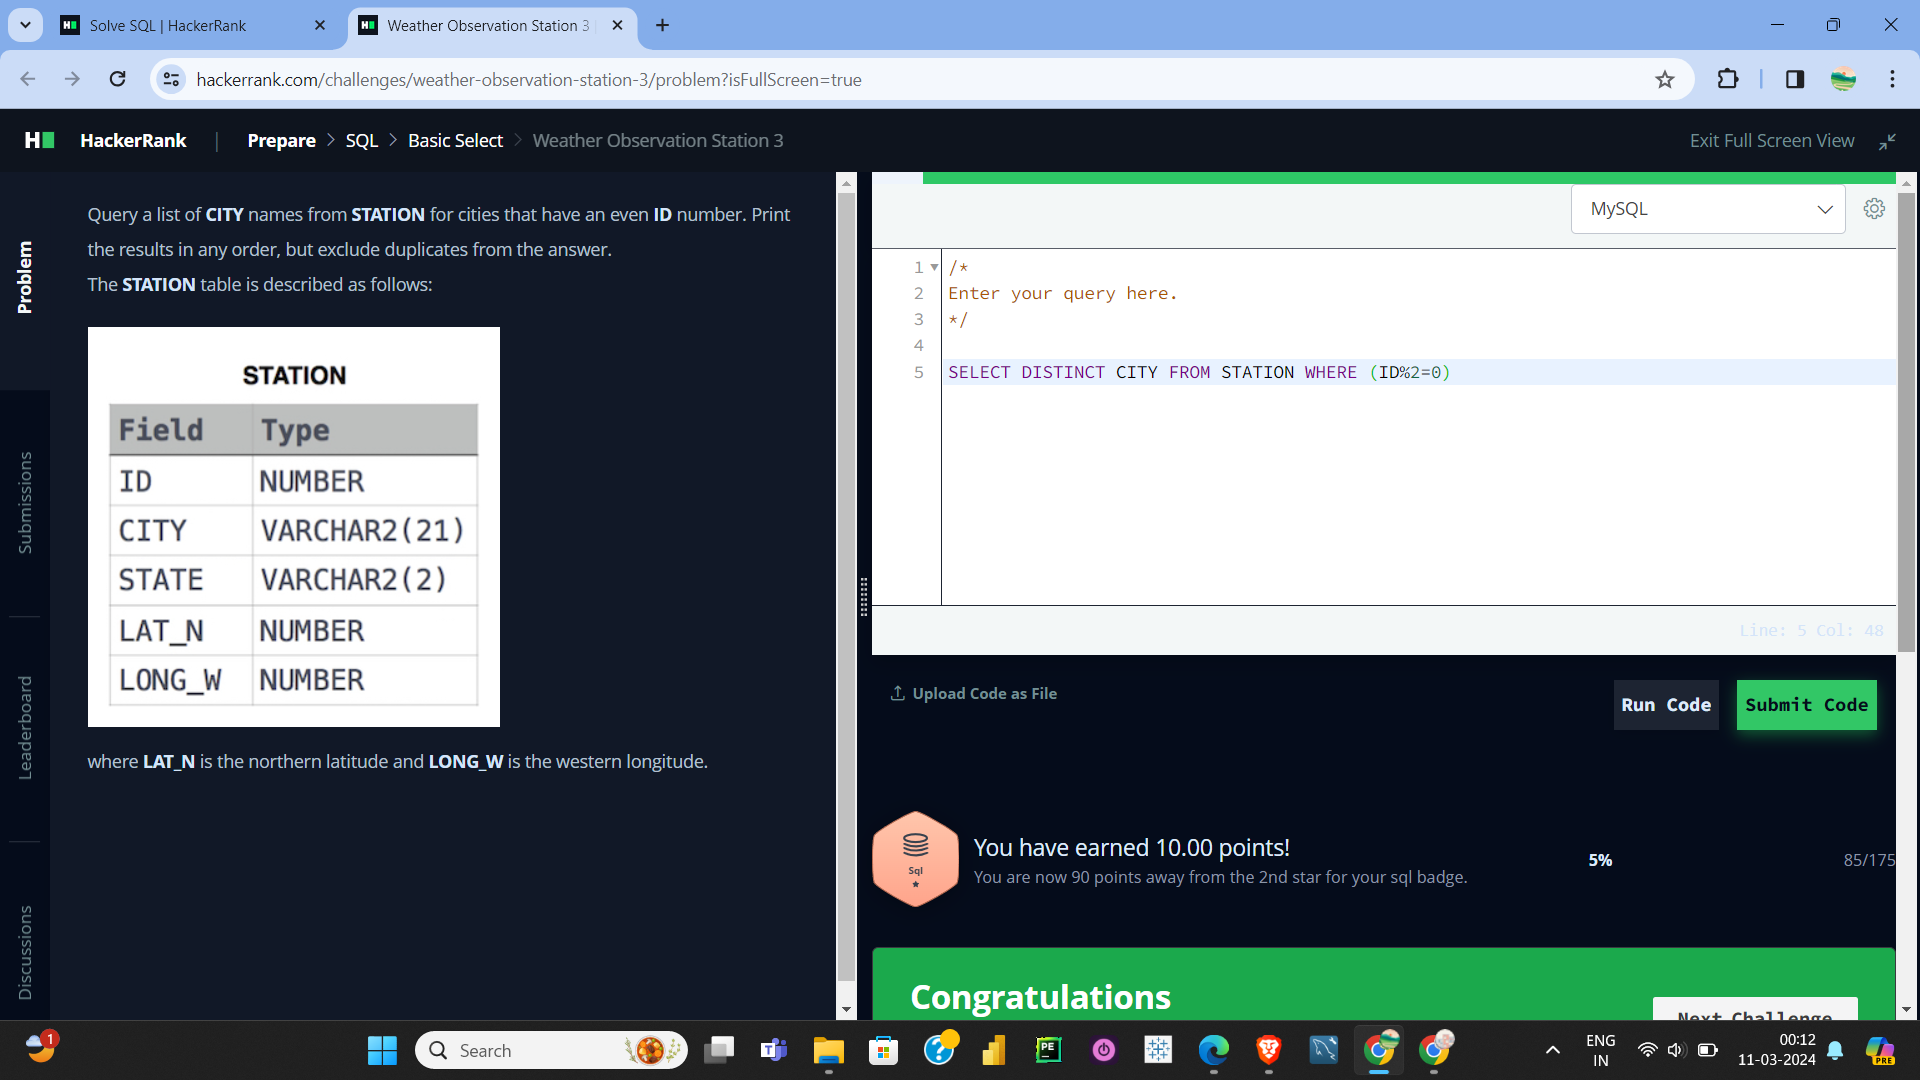 Solve SQL | HackerRank
Weather Observation Station 3
hackerrank.com/challenges/weather-observation-station-3/problem?isFullScreen=true
HackerRank | Prepare > SQL > Basic Select > Weather Observation Station 3
Exit Full Screen View
Problem
Submissions
Leaderboard
Discussions
Query a list of CITY names from STATION for cities that have an even ID number. Print
the results in any order, but exclude duplicates from the answer.
The STATION table is described as follows:
STATION
Field Type
ID NUMBER
CITY VARCHAR2(21)
STATE VARCHAR2(2)
LAT_N NUMBER
LONG_W NUMBER
where LAT_N is the northern latitude and LONG_W is the western longitude.
MySQL
1 /*
2 Enter your query here.
3 */
4
5 SELECT DISTINCT CITY FROM STATION WHERE (ID%2=0)
Line: 5 Col: 48
Upload Code as File
Run Code
Submit Code
Sql
You have earned 10.00 points!
You are now 90 points away from the 2nd star for your sql badge.
5%
85/175
Congratulations
Next Challenge
1
Search
PE
ENG
IN
00:12
11-03-2024
PRE